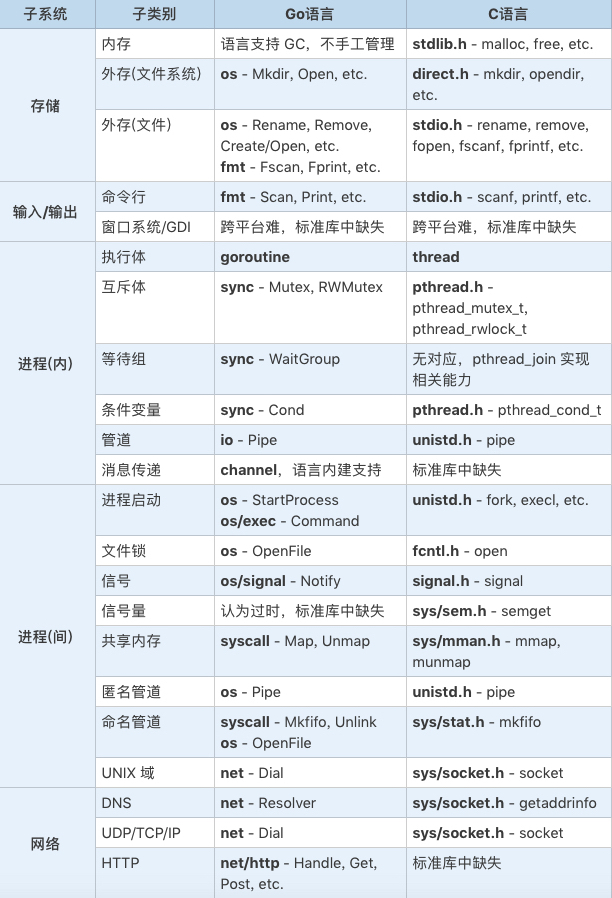 子系统 子类别 Go语言 C语言
存储
内存 语言支持 GC，不手工管理 stdlib.h - malloc, free, etc.
外存(文件系统) os - Mkdir, Open, etc. direct.h - mkdir, opendir,
etc.
外存(文件) os - Rename, Remove, stdio.h - rename, remove,
Create/Open, etc. fopen, fscanf, fprintf, etc.
fmt - Fscan, Fprint, etc.
输入/输出
命令行 fmt - Scan, Print, etc. stdio.h - scanf, printf, etc.
窗口系统/GDI 跨平台难，标准库中缺失 跨平台难，标准库中缺失
进程(内)
执行体 goroutine thread
互斥体 sync - Mutex, RWMutex pthread.h -
pthread_mutex_t,
pthread_rwlock_t
等待组 sync - WaitGroup 无对应，pthread_join 实现
相关能力
条件变量 sync - Cond pthread.h - pthread_cond_t
管道 io - Pipe unistd.h - pipe
消息传递 channel，语言内建支持 标准库中缺失
进程(间)
进程启动 os - StartProcess unistd.h - fork, execl, etc.
os/exec - Command
文件锁 os - OpenFile fcntl.h - open
信号 os/signal - Notify signal.h - signal
信号量 认为过时，标准库中缺失 sys/sem.h - semget
共享内存 syscall - Map, Unmap sys/mman.h - mmap,
munmap
匿名管道 os - Pipe unistd.h - pipe
命名管道 syscall - Mkfifo, Unlink sys/stat.h - mkfifo
os - OpenFile
UNIX 域 net - Dial sys/socket.h - socket
网络
DNS net - Resolver sys/socket.h - getaddrinfo
UDP/TCP/IP net - Dial sys/socket.h - socket
HTTP net/http - Handle, Get, 标准库中缺失
Post, etc.